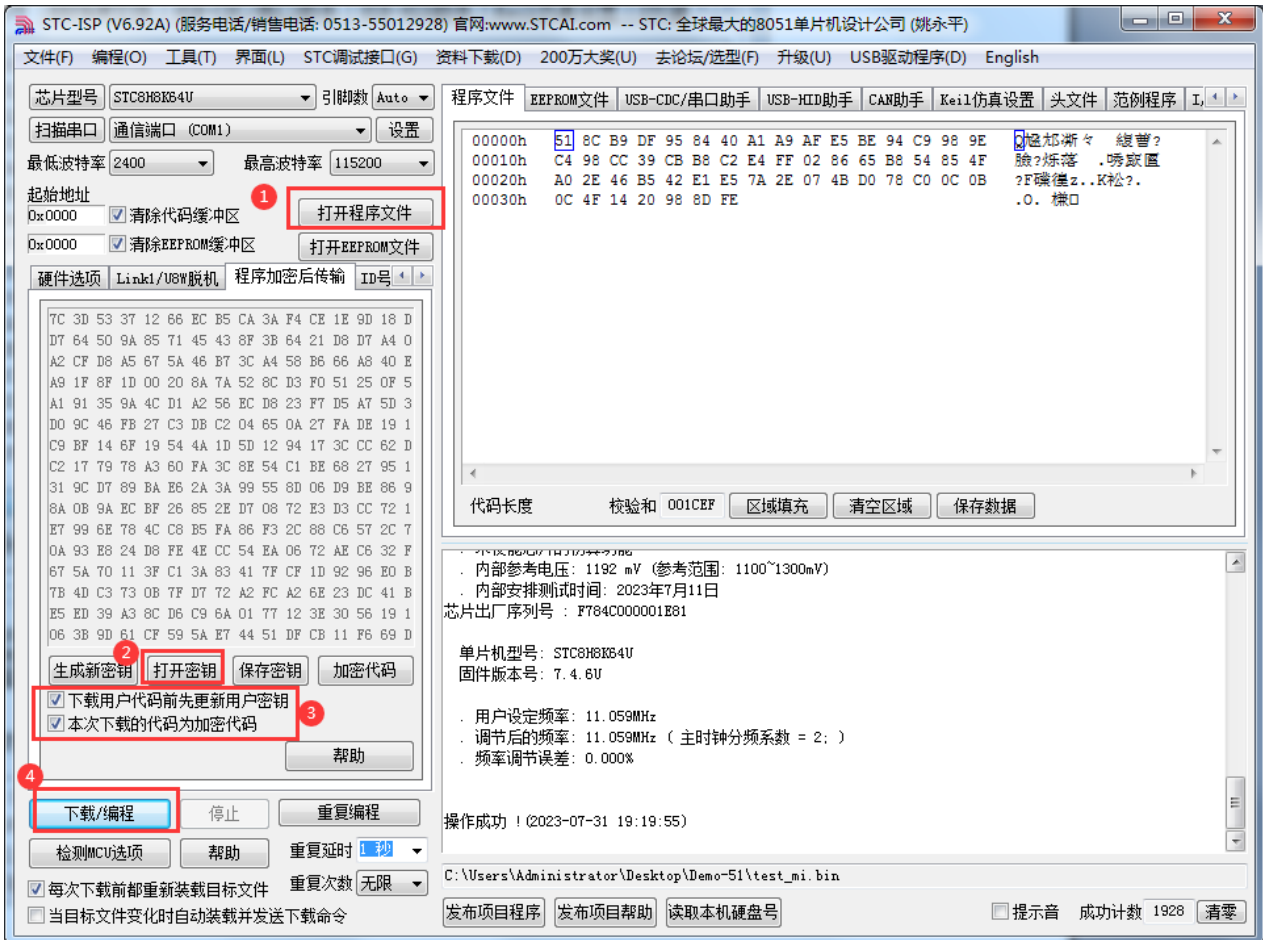 STC-ISP (V6.92A) (服务电话/销售电话: 0513-55012928) 官网:www.STCAI.com -- STC: 全球最大的8051单片机设计公司 (姚永平)
文件(F) 编程(O) 工具(T) 界面(L) STC调试接口(G) 资料下载(D) 200万大奖(U) 去论坛/选型(F) 升级(U) USB驱动程序(D) English
芯片型号 STC8H8K64U 引脚数 Auto
扫描串口 通信端口 (COM1) 设置
最低波特率 2400 最高波特率 115200
起始地址
0x0000 清除代码缓冲区 1 打开程序文件
0x0000 清除EEPROM缓冲区 打开EEPROM文件
硬件选项 Link1/U8W脱机 程序加密后传输 ID号
7C 3D 53 37 12 66 EC B5 CA 3A F4 CE 1E 9D 18 D
D7 64 50 9A 85 71 45 43 8F 3B 64 21 D8 D7 A4 0
A2 CF D8 A5 67 5A 46 B7 3C A4 58 B6 66 A8 40 E
A9 1F 8F 1D 00 20 8A 7A 52 8C D3 F0 51 25 0F 5
A1 91 35 9A 4C D1 A2 56 EC D8 23 F7 D5 A7 5D 3
D0 9C 46 FB 27 C3 DB C2 04 65 0A 27 FA DE 19 1
C9 BF 14 6F 19 54 4A 1D 5D 12 94 17 3C CC 62 D
C2 17 79 78 A3 60 FA 3C 8E 54 C1 BE 68 27 95 1
31 9C D7 89 BA E6 2A 3A 99 55 8D 06 D9 BE 86 9
8A 0B 9A EC BF 26 85 2E D7 08 72 E3 D3 CC 72 1
E7 99 6E 78 4C C8 B5 FA 86 F3 2C 88 C6 57 2C 7
0A 93 E8 24 D8 FE 4E CC 54 EA 06 72 AE C6 32 F
67 5A 70 11 3F C1 3A 83 41 7F CF 1D 92 96 E0 B
7B 4D C3 73 0B 7F D7 72 A2 FC A2 6E 23 DC 41 B
E5 ED 39 A3 8C D6 C9 6A 01 77 12 3E 30 56 19 1
06 3B 9D 61 CF 59 5A E7 44 51 DF CB 11 F6 69 D
2
生成新密钥 打开密钥 保存密钥 加密代码
下载用户代码前先更新用户密钥
本次下载的代码为加密代码
3
帮助
4
下载/编程 停止 重复编程
检测MCU选项 帮助 重复延时 1 秒
每次下载前都重新装载目标文件 重复次数 无限
当目标文件变化时自动装载并发送下载命令
程序文件 EEPROM文件 USB-CDC/串口助手 USB-HID助手 CAN助手 Keil仿真设置 头文件 范例程序
00000h 51 8C B9 DF 95 84 40 A1 A9 AF E5 BE 94 C9 98 9E
00010h C4 98 CC 39 CB B8 C2 E4 FF 02 86 65 B8 54 85 4F
00020h A0 2E 46 B5 42 E1 E5 7A 2E 07 4B D0 78 C0 0C 0B
00030h 0C 4F 14 20 98 8D FE
代码长度 校验和 001CEF 区域填充 清空区域 保存数据
. 内部参考电压: 1192 mV (参考范围: 1100~1300mV)
. 内部安排测试时间: 2023年7月11日
芯片出厂序列号 : F784C000001E81
单片机型号: STC8H8K64U
固件版本号: 7.4.6U
. 用户设定频率: 11.059MHz
. 调节后的频率: 11.059MHz ( 主时钟分频系数 = 2; )
. 频率调节误差: 0.000%
操作成功 !(2023-07-31 19:19:55)
C:\Users\Administrator\Desktop\Demo-51\test_mi.bin
发布项目程序 发布项目帮助 读取本机硬盘号 提示音 成功计数 1928 清零